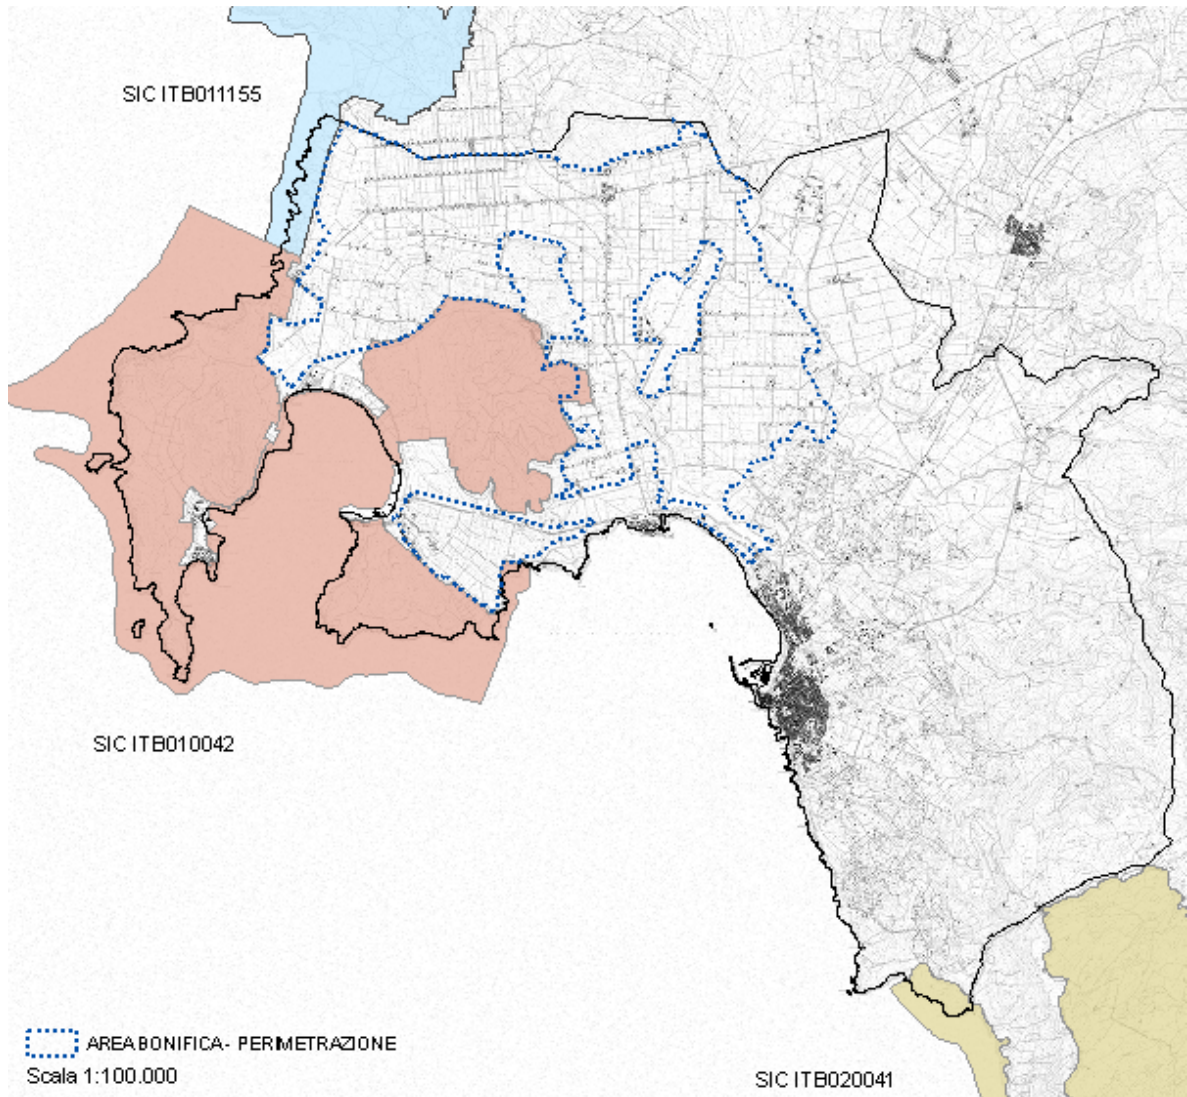 SIC ITB011155
SIC ITB010042
AREA BONIFICA - PERIMETRAZIONE
Scala 1:100.000
SIC ITB020041